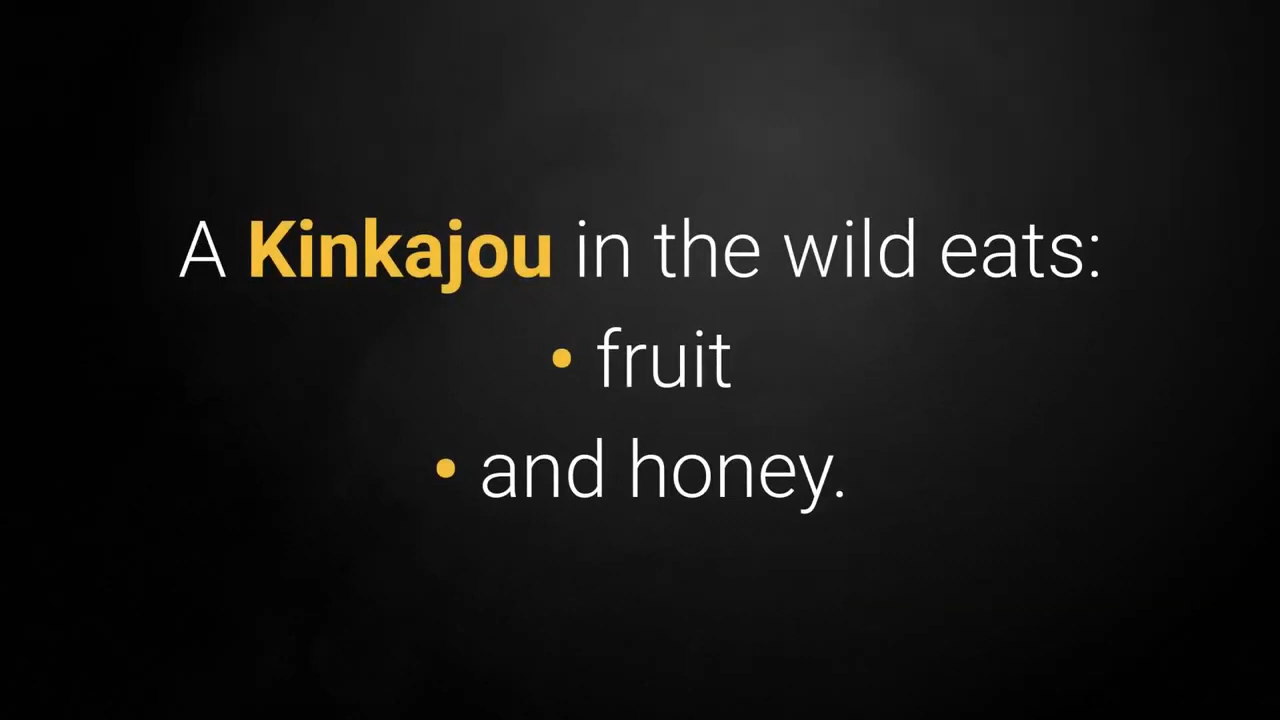 A Kinkajou in the wild eats:
• fruit
• and honey.